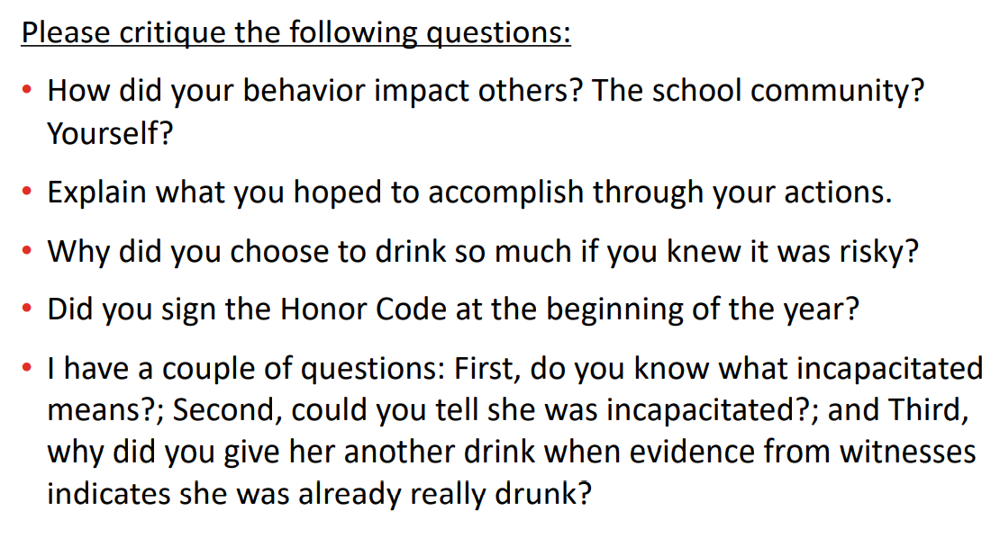 Please critique the following questions:
• How did your behavior impact others? The school community?
Yourself?
• Explain what you hoped to accomplish through your actions.
• Why did you choose to drink so much if you knew it was risky?
• Did you sign the Honor Code at the beginning of the year?
• I have a couple of questions: First, do you know what incapacitated
means?; Second, could you tell she was incapacitated?; and Third,
why did you give her another drink when evidence from witnesses
indicates she was already really drunk?